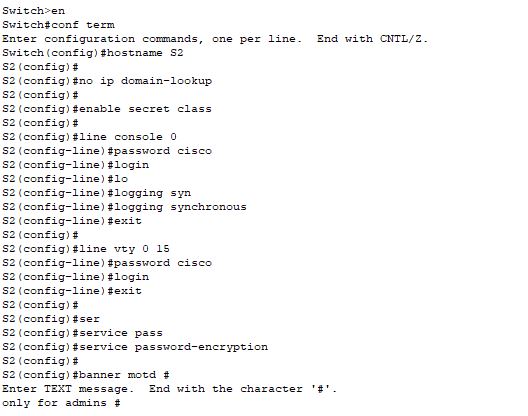 Switch>en
Switch#conf term
Enter configuration commands, one per line.  End with CNTL/Z.
Switch(config)#hostname S2
S2(config)#
S2(config)#no ip domain-lookup
S2(config)#
S2(config)#enable secret class
S2(config)#
S2(config)#line console 0
S2(config-line)#password cisco
S2(config-line)#login
S2(config-line)#lo
S2(config-line)#logging syn
S2(config-line)#logging synchronous
S2(config-line)#exit
S2(config)#
S2(config)#line vty 0 15
S2(config-line)#password cisco
S2(config-line)#login
S2(config-line)#exit
S2(config)#
S2(config)#ser
S2(config)#service pass
S2(config)#service password-encryption
S2(config)#
S2(config)#banner motd #
Enter TEXT message.  End with the character '#'.
only for admins #